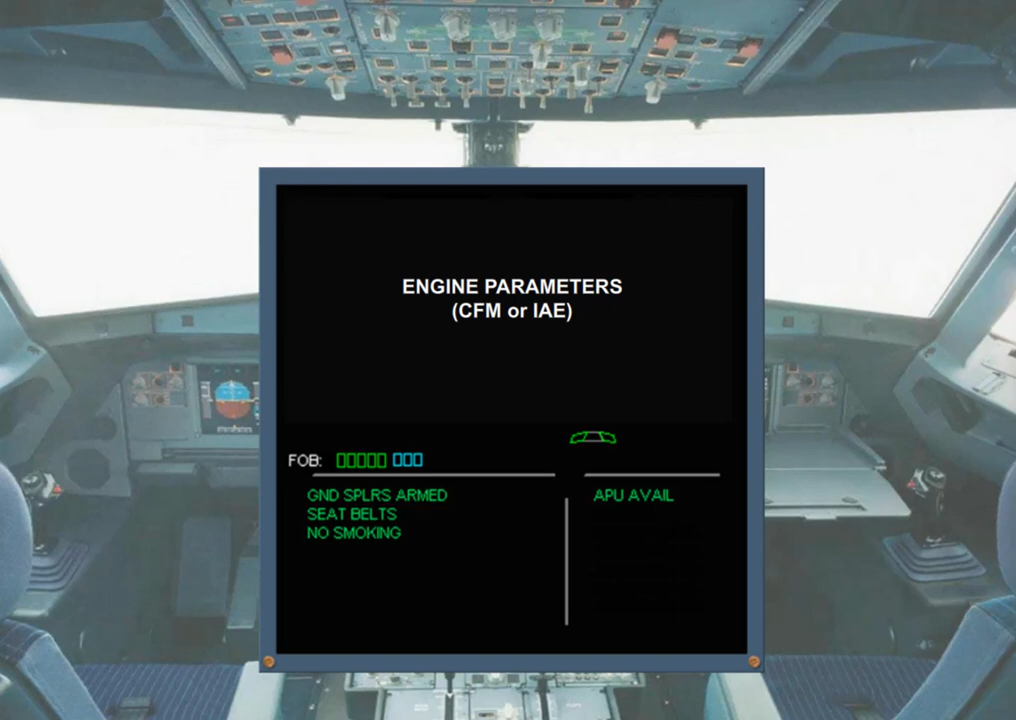 ENGINE PARAMETERS
(CFM or IAE)
FOB: ▯▯▯▯▯ ▯▯▯
GND SPLRS ARMED
SEAT BELTS
NO SMOKING
APU AVAIL